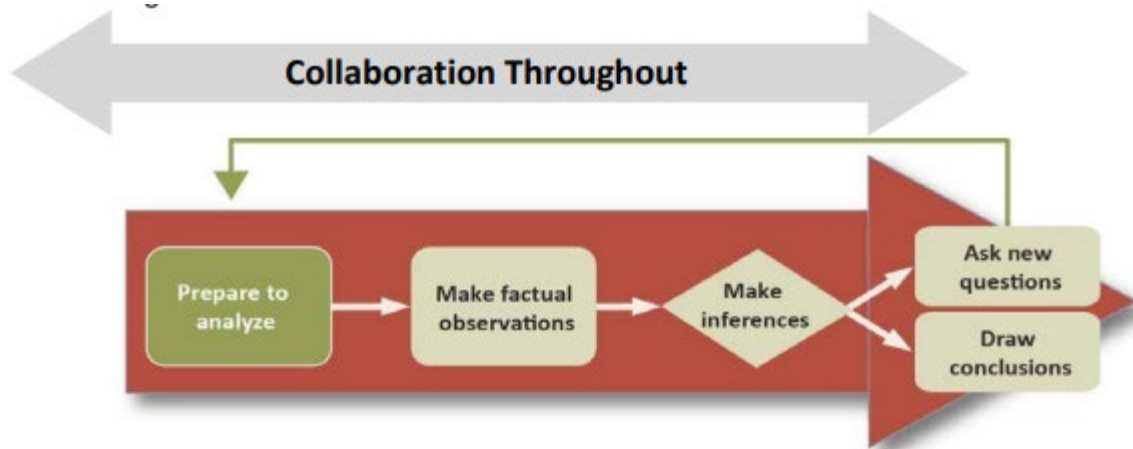 Collaboration Throughout
Prepare to
analyze
Make factual
observations
Make
inferences
Ask new
questions
Draw
conclusions